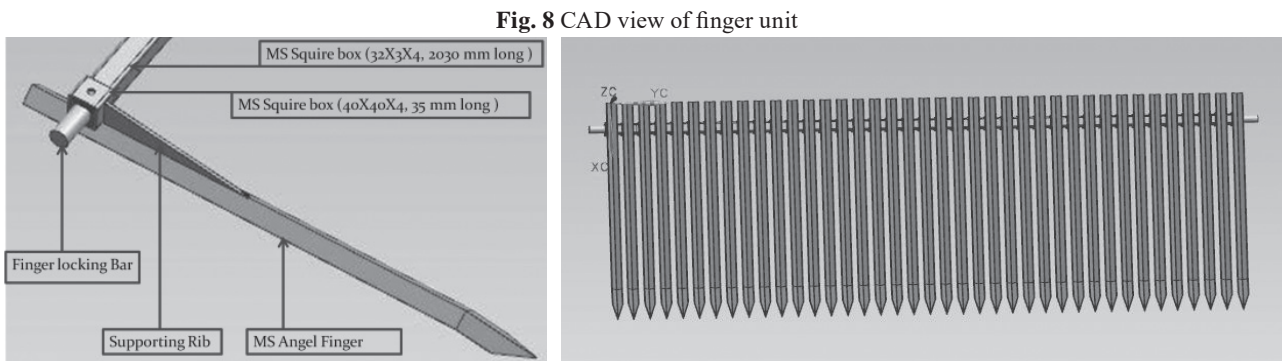 Fig. 8 CAD view of finger unit
MS Squire box (32X3X4, 2030 mm long )
MS Squire box (40X40X4, 35 mm long )
Finger locking Bar
Supporting Rib
MS Angel Finger
ZC
YC
XC